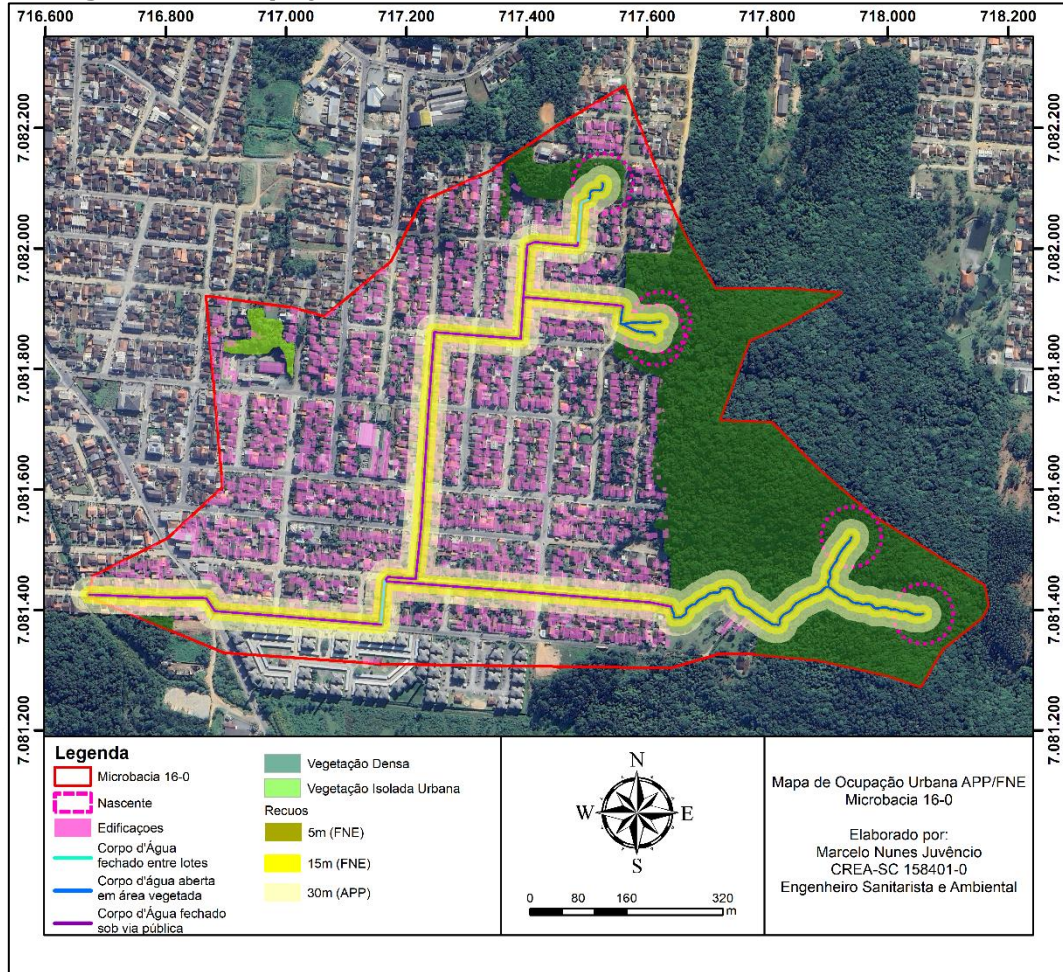 716.600 716.800 717.000 717.200 717.400 717.600 717.800 718.000 718.200
7.082.200 7.082.200
7.082.000 7.082.000
7.081.800 7.081.800
7.081.600 7.081.600
7.081.400 7.081.400
7.081.200 7.081.200
Legenda
Microbacia 16-0
Nascente
Edificaçoes
Corpo d'Água
fechado entre lotes
Corpo d'água aberta
em área vegetada
Corpo d'Água fechado
sob via pública
Vegetação Densa
Vegetação Isolada Urbana
Recuos
5m (FNE)
15m (FNE)
30m (APP)
N
W E
S
0 80 160 320
m
Mapa de Ocupação Urbana APP/FNE
Microbacia 16-0
Elaborado por:
Marcelo Nunes Juvêncio
CREA-SC 158401-0
Engenheiro Sanitarista e Ambiental